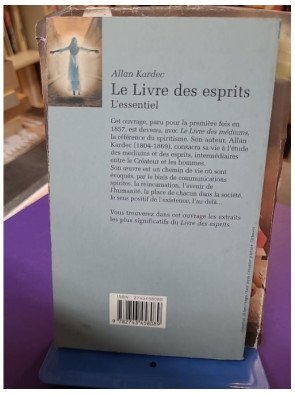 Allan Kardec
Le Livre des esprits
L'essentiel
Cet ouvrage, paru pour la première fois en
1857, est devenu, avec Le Livre des médiums,
la référence du spiritisme. Son auteur, Allan
Kardec (1804-1869), consacra sa vie à l'étude
des médiums et des esprits, intermédiaires
entre le Créateur et les hommes.
Son œuvre est un chemin de vie où sont
évoqués, par le biais de communications
spirites, la réincarnation, l'avenir de
l'humanité, la place de chacun dans la société,
le sens positif de l'existence, l'au-delà...
Vous trouverez dans cet ouvrage les extraits
les plus significatifs du Livre des esprits.
ISBN
9 782743 458089